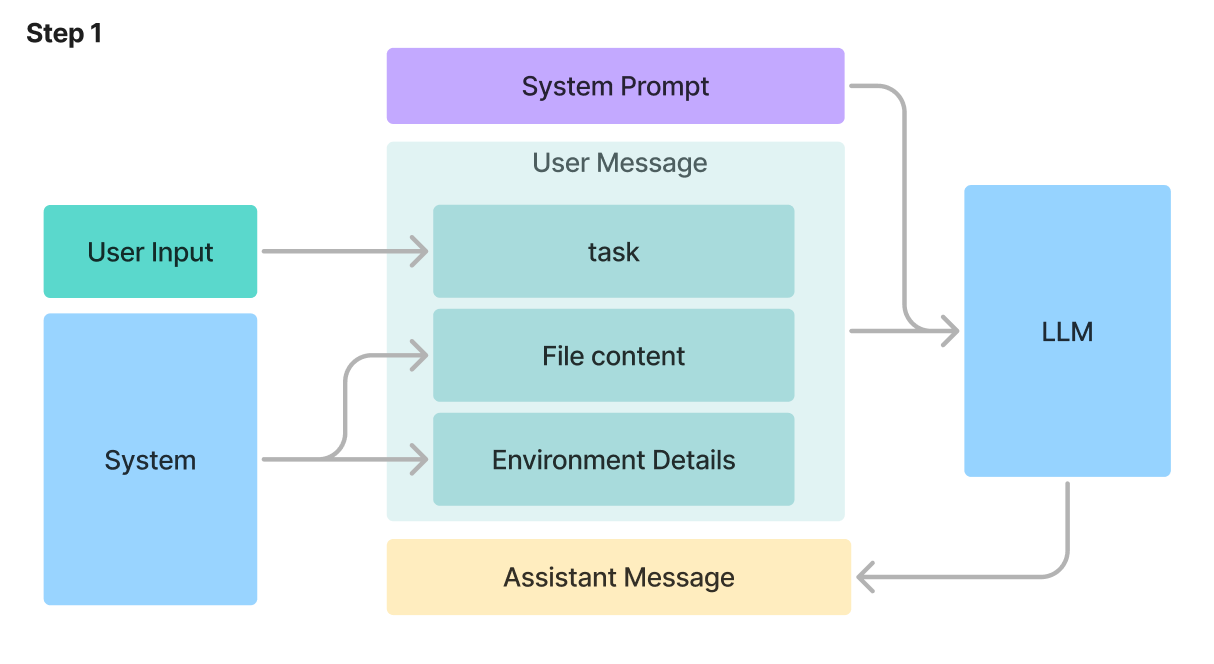 Step 1
System Prompt
User Message
User Input
task
File content
System
Environment Details
LLM
Assistant Message